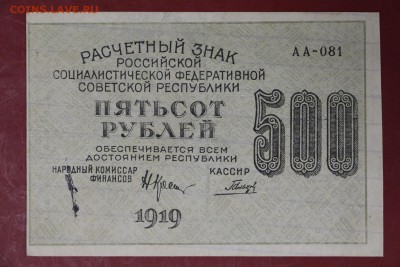 COINS.LAVE.RU
РАСЧЕТНЫЙ ЗНАК
РОССИЙСКОЙ
СОЦИАЛИСТИЧЕСКОЙ ФЕДЕРАТИВНОЙ
СОВЕТСКОЙ РЕСПУБЛИКИ
АА-081
ПЯТЬСОТ
РУБЛЕЙ
500
ОБЕСПЕЧИВАЕТСЯ ВСЕМ
ДОСТОЯНИЕМ РЕСПУБЛИКИ
НАРОДНЫЙ КОМИССАР
ФИНАНСОВ
КАССИР
1919